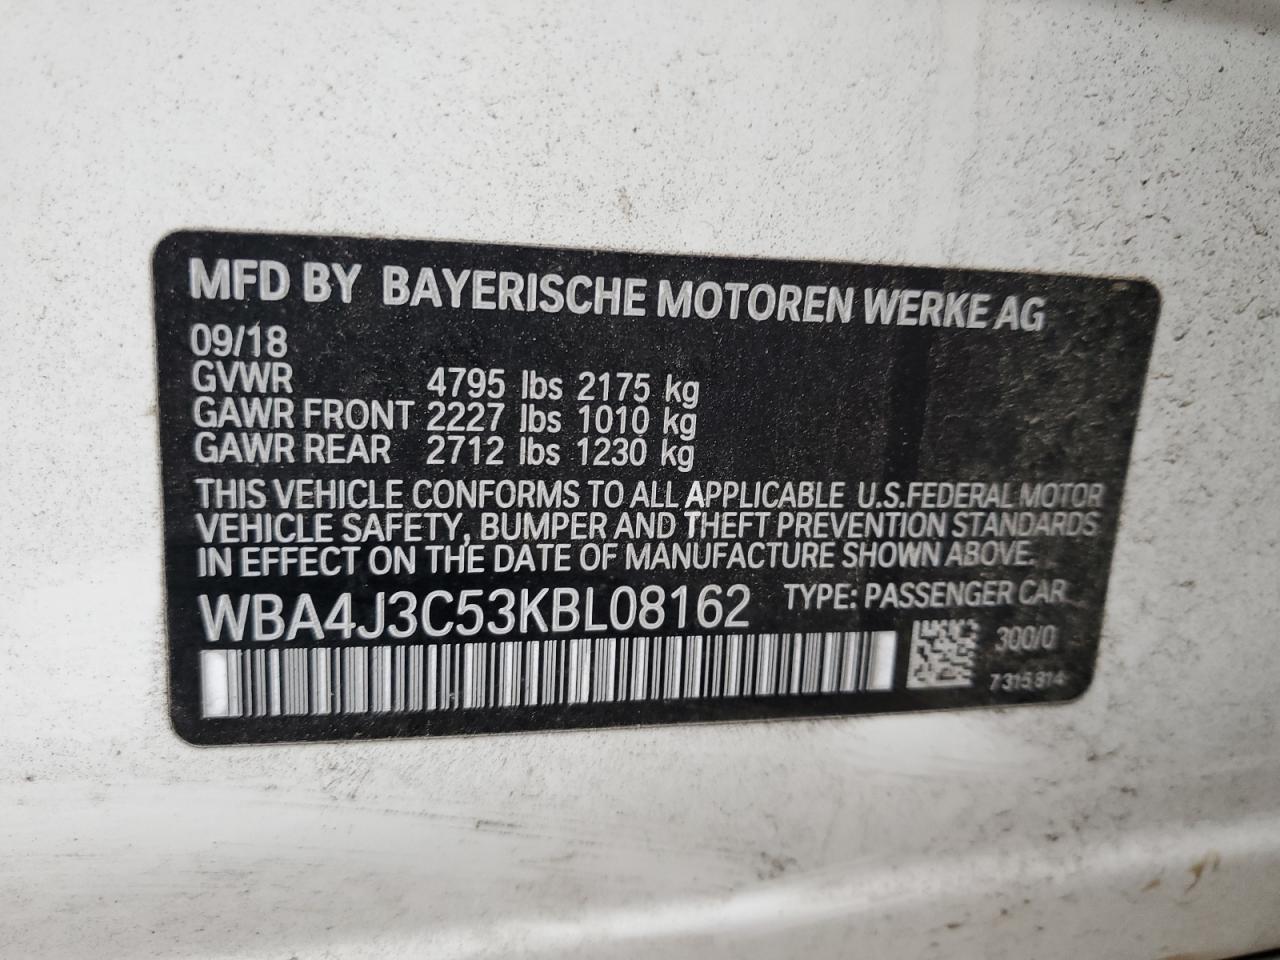 MFD BY BAYERISCHE MOTOREN WERKE AG
09/18
GVWR 4795 lbs 2175 kg
GAWR FRONT 2227 lbs 1010 kg
GAWR REAR 2712 lbs 1230 kg
THIS VEHICLE CONFORMS TO ALL APPLICABLE U.S.FEDERAL MOTOR
VEHICLE SAFETY, BUMPER AND THEFT PREVENTION STANDARDS
IN EFFECT ON THE DATE OF MANUFACTURE SHOWN ABOVE.
WBA4J3C53KBL08162 TYPE: PASSENGER CAR
300/0
7315814